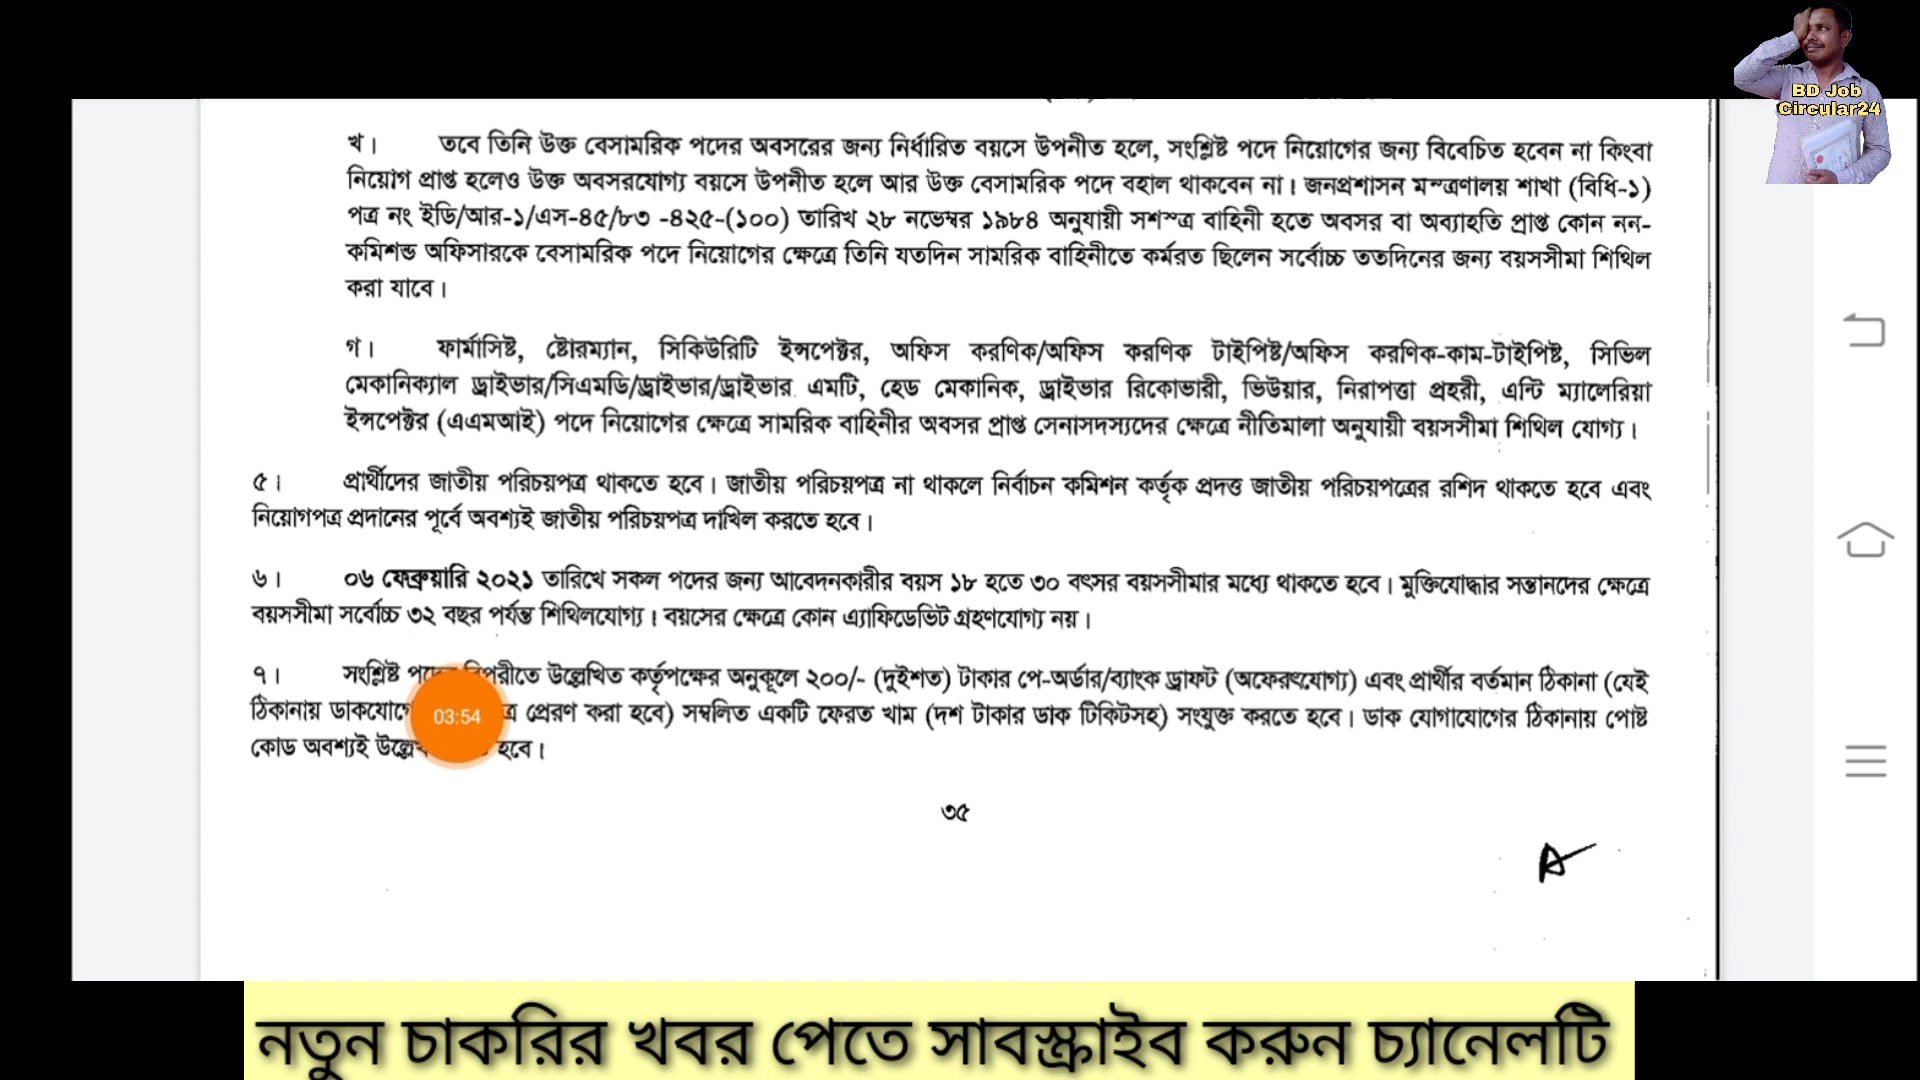 BD Job
Circular24
খ। তবে তিনি উক্ত বেসামরিক পদের অবসরের জন্য নির্ধারিত বয়সে উপনীত হলে, সংশ্লিষ্ট পদে নিয়োগের জন্য বিবেচিত হবেন না কিংবা
নিয়োগ প্রাপ্ত হলেও উক্ত অবসরযোগ্য বয়সে উপনীত হলে আর উক্ত বেসামরিক পদে বহাল থাকবেন না। জনপ্রশাসন মন্ত্রণালয় শাখা (বিধি-১)
পত্র নং ইডি/আর-১/এস-৪৫/৮৩ -৪২৫-(১০০) তারিখ ২৮ নভেম্বর ১৯৮৪ অনুযায়ী সশস্ত্র বাহিনী হতে অবসর বা অব্যাহতি প্রাপ্ত কোন নন-
কমিশন্ড অফিসারকে বেসামরিক পদে নিয়োগের ক্ষেত্রে তিনি যতদিন সামরিক বাহিনীতে কর্মরত ছিলেন সর্বোচ্চ ততদিনের জন্য বয়সসীমা শিথিল
করা যাবে।
গ। ফার্মাসিষ্ট, ষ্টোরম্যান, সিকিউরিটি ইন্সপেক্টর, অফিস করণিক/অফিস করণিক টাইপিষ্ট/অফিস করণিক-কাম-টাইপিষ্ট, সিভিল
মেকানিক্যাল ড্রাইভার/সিএমডি/ড্রাইভার/ড্রাইভার এমটি, হেড মেকানিক, ড্রাইভার রিকোভারী, ভিউয়ার, নিরাপত্তা প্রহরী, এন্টি ম্যালেরিয়া
ইন্সপেক্টর (এএমআই) পদে নিয়োগের ক্ষেত্রে সামরিক বাহিনীর অবসর প্রাপ্ত সেনাসদস্যদের ক্ষেত্রে নীতিমালা অনুযায়ী বয়সসীমা শিথিল যোগ্য।
৫। প্রার্থীদের জাতীয় পরিচয়পত্র থাকতে হবে। জাতীয় পরিচয়পত্র না থাকলে নির্বাচন কমিশন কর্তৃক প্রদত্ত জাতীয় পরিচয়পত্রের রশিদ থাকতে হবে এবং
নিয়োগপত্র প্রদানের পূর্বে অবশ্যই জাতীয় পরিচয়পত্র দাখিল করতে হবে।
৬। ০৬ ফেব্রুয়ারি ২০২১ তারিখে সকল পদের জন্য আবেদনকারীর বয়স ১৮ হতে ৩০ বৎসর বয়সসীমার মধ্যে থাকতে হবে। মুক্তিযোদ্ধার সন্তানদের ক্ষেত্রে
বয়সসীমা সর্বোচ্চ ৩২ বছর পর্যন্ত শিথিলযোগ্য। বয়সের ক্ষেত্রে কোন এ্যাফিডেভিট গ্রহণযোগ্য নয়।
৭। সংশ্লিষ্ট পদের বিপরীতে উল্লেখিত কর্তৃপক্ষের অনুকূলে ২০০/- (দুইশত) টাকার পে-অর্ডার/ব্যাংক ড্রাফট (অফেরৎযোগ্য) এবং প্রার্থীর বর্তমান ঠিকানা (যেই
ঠিকানায় 03:54 প্রেরণ করা হবে) সম্বলিত একটি ফেরত খাম (দশ টাকার ডাক টিকিটসহ) সংযুক্ত করতে হবে। ডাক যোগাযোগের ঠিকানায় পোষ্ট
কোড অবশ্যই হবে।
৩৫
নতুন চাকরির খবর পেতে সাবস্ক্রাইব করুন চ্যানেলটি